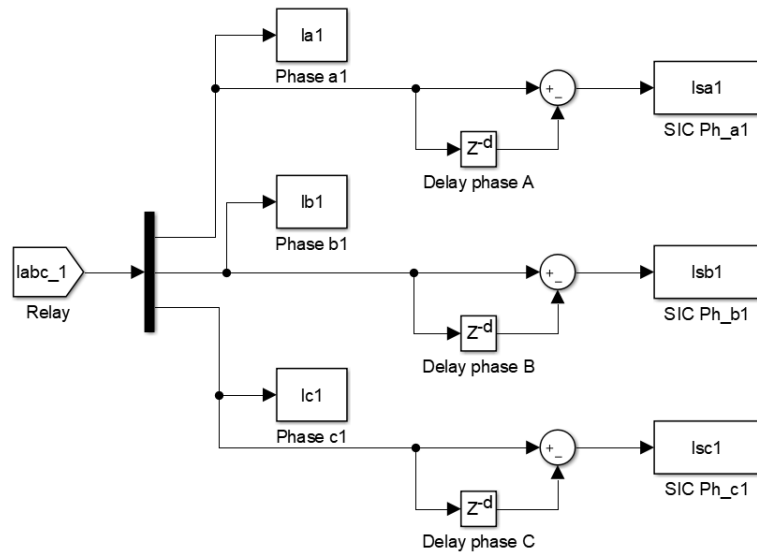 Ia1
Phase a1
+
−
Isa1
SIC Ph_a1
Z-d
Delay phase A
Ib1
Phase b1
Iabc_1
Relay
+
−
Isb1
SIC Ph_b1
Z-d
Delay phase B
Ic1
Phase c1
+
−
Isc1
SIC Ph_c1
Z-d
Delay phase C